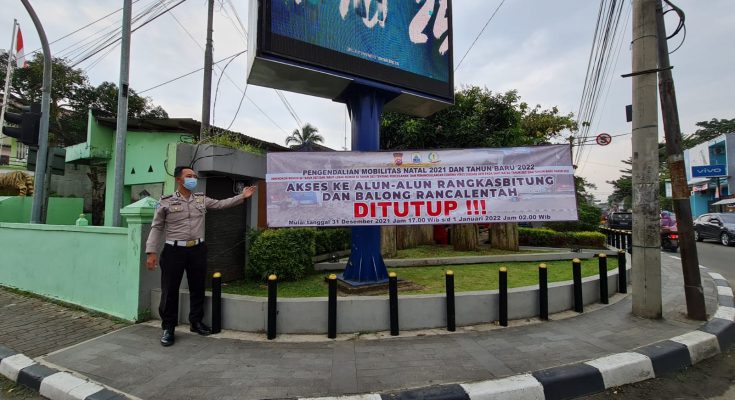 PENGENDALIAN MOBILITAS NATAL 2021 DAN TAHUN BARU 2022
AKSES KE ALUN-ALUN RANGKASBITUNG
DAN BALONG RANCALENTAH
DITUTUP !!!
Mulai tanggal 31 Desember 2021 Jam 17.00 Wib s.d 1 Januari 2022 Jam 05.00 Wib
vivo